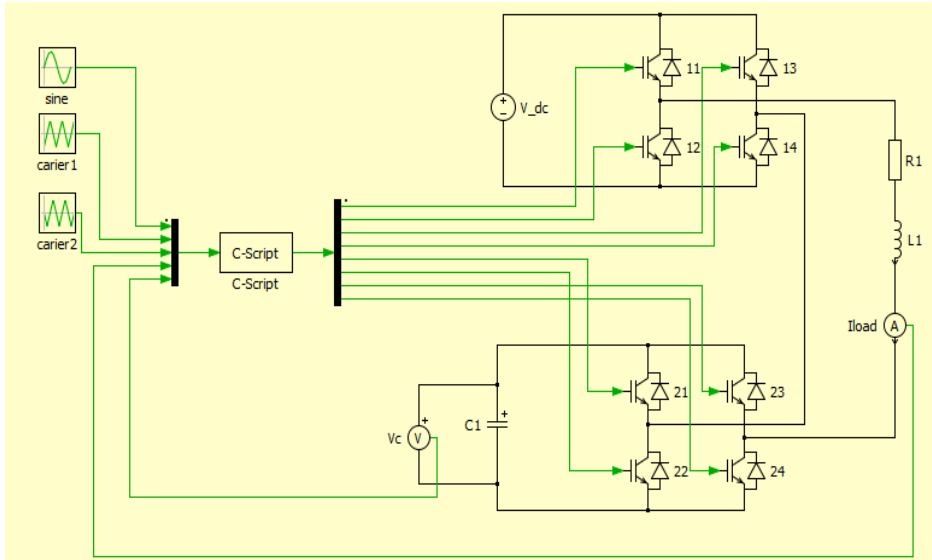 sine
carier1
carier2
C-Script
C-Script
V_dc
11
13
12
14
R1
L1
Iload
A
Vc
V
C1
21
23
22
24